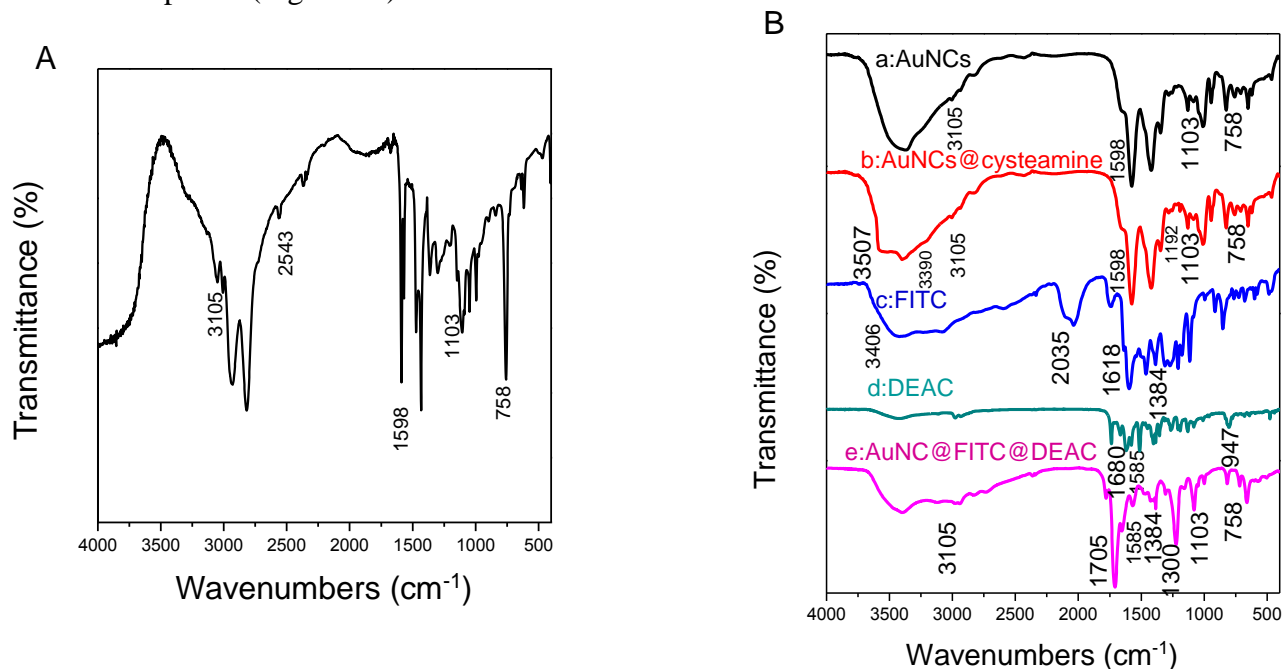 A
Transmittance (%)
3105
2543
1598
1103
758
4000 3500 3000 2500 2000 1500 1000 500
Wavenumbers (cm-1)
B
Transmittance (%)
a:AuNCs
3105
1598
1103
758
b:AuNCs@cysteamine
3507
3390
3105
1598
1192
1103
758
c:FITC
3406
2035
1618
1384
d:DEAC
1680
1585
947
e:AuNC@FITC@DEAC
3105
1705
1585
1384
1300
1103
758
4000 3500 3000 2500 2000 1500 1000 500
Wavenumbers (cm-1)